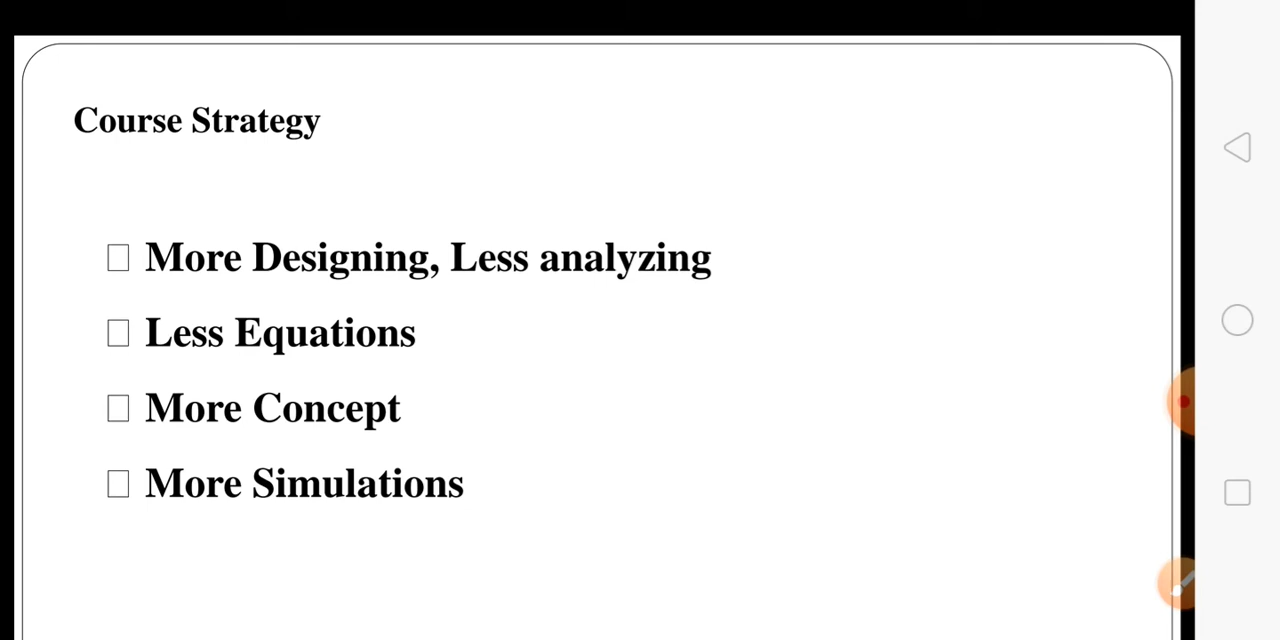 Course Strategy
More Designing, Less analyzing
Less Equations
More Concept
More Simulations